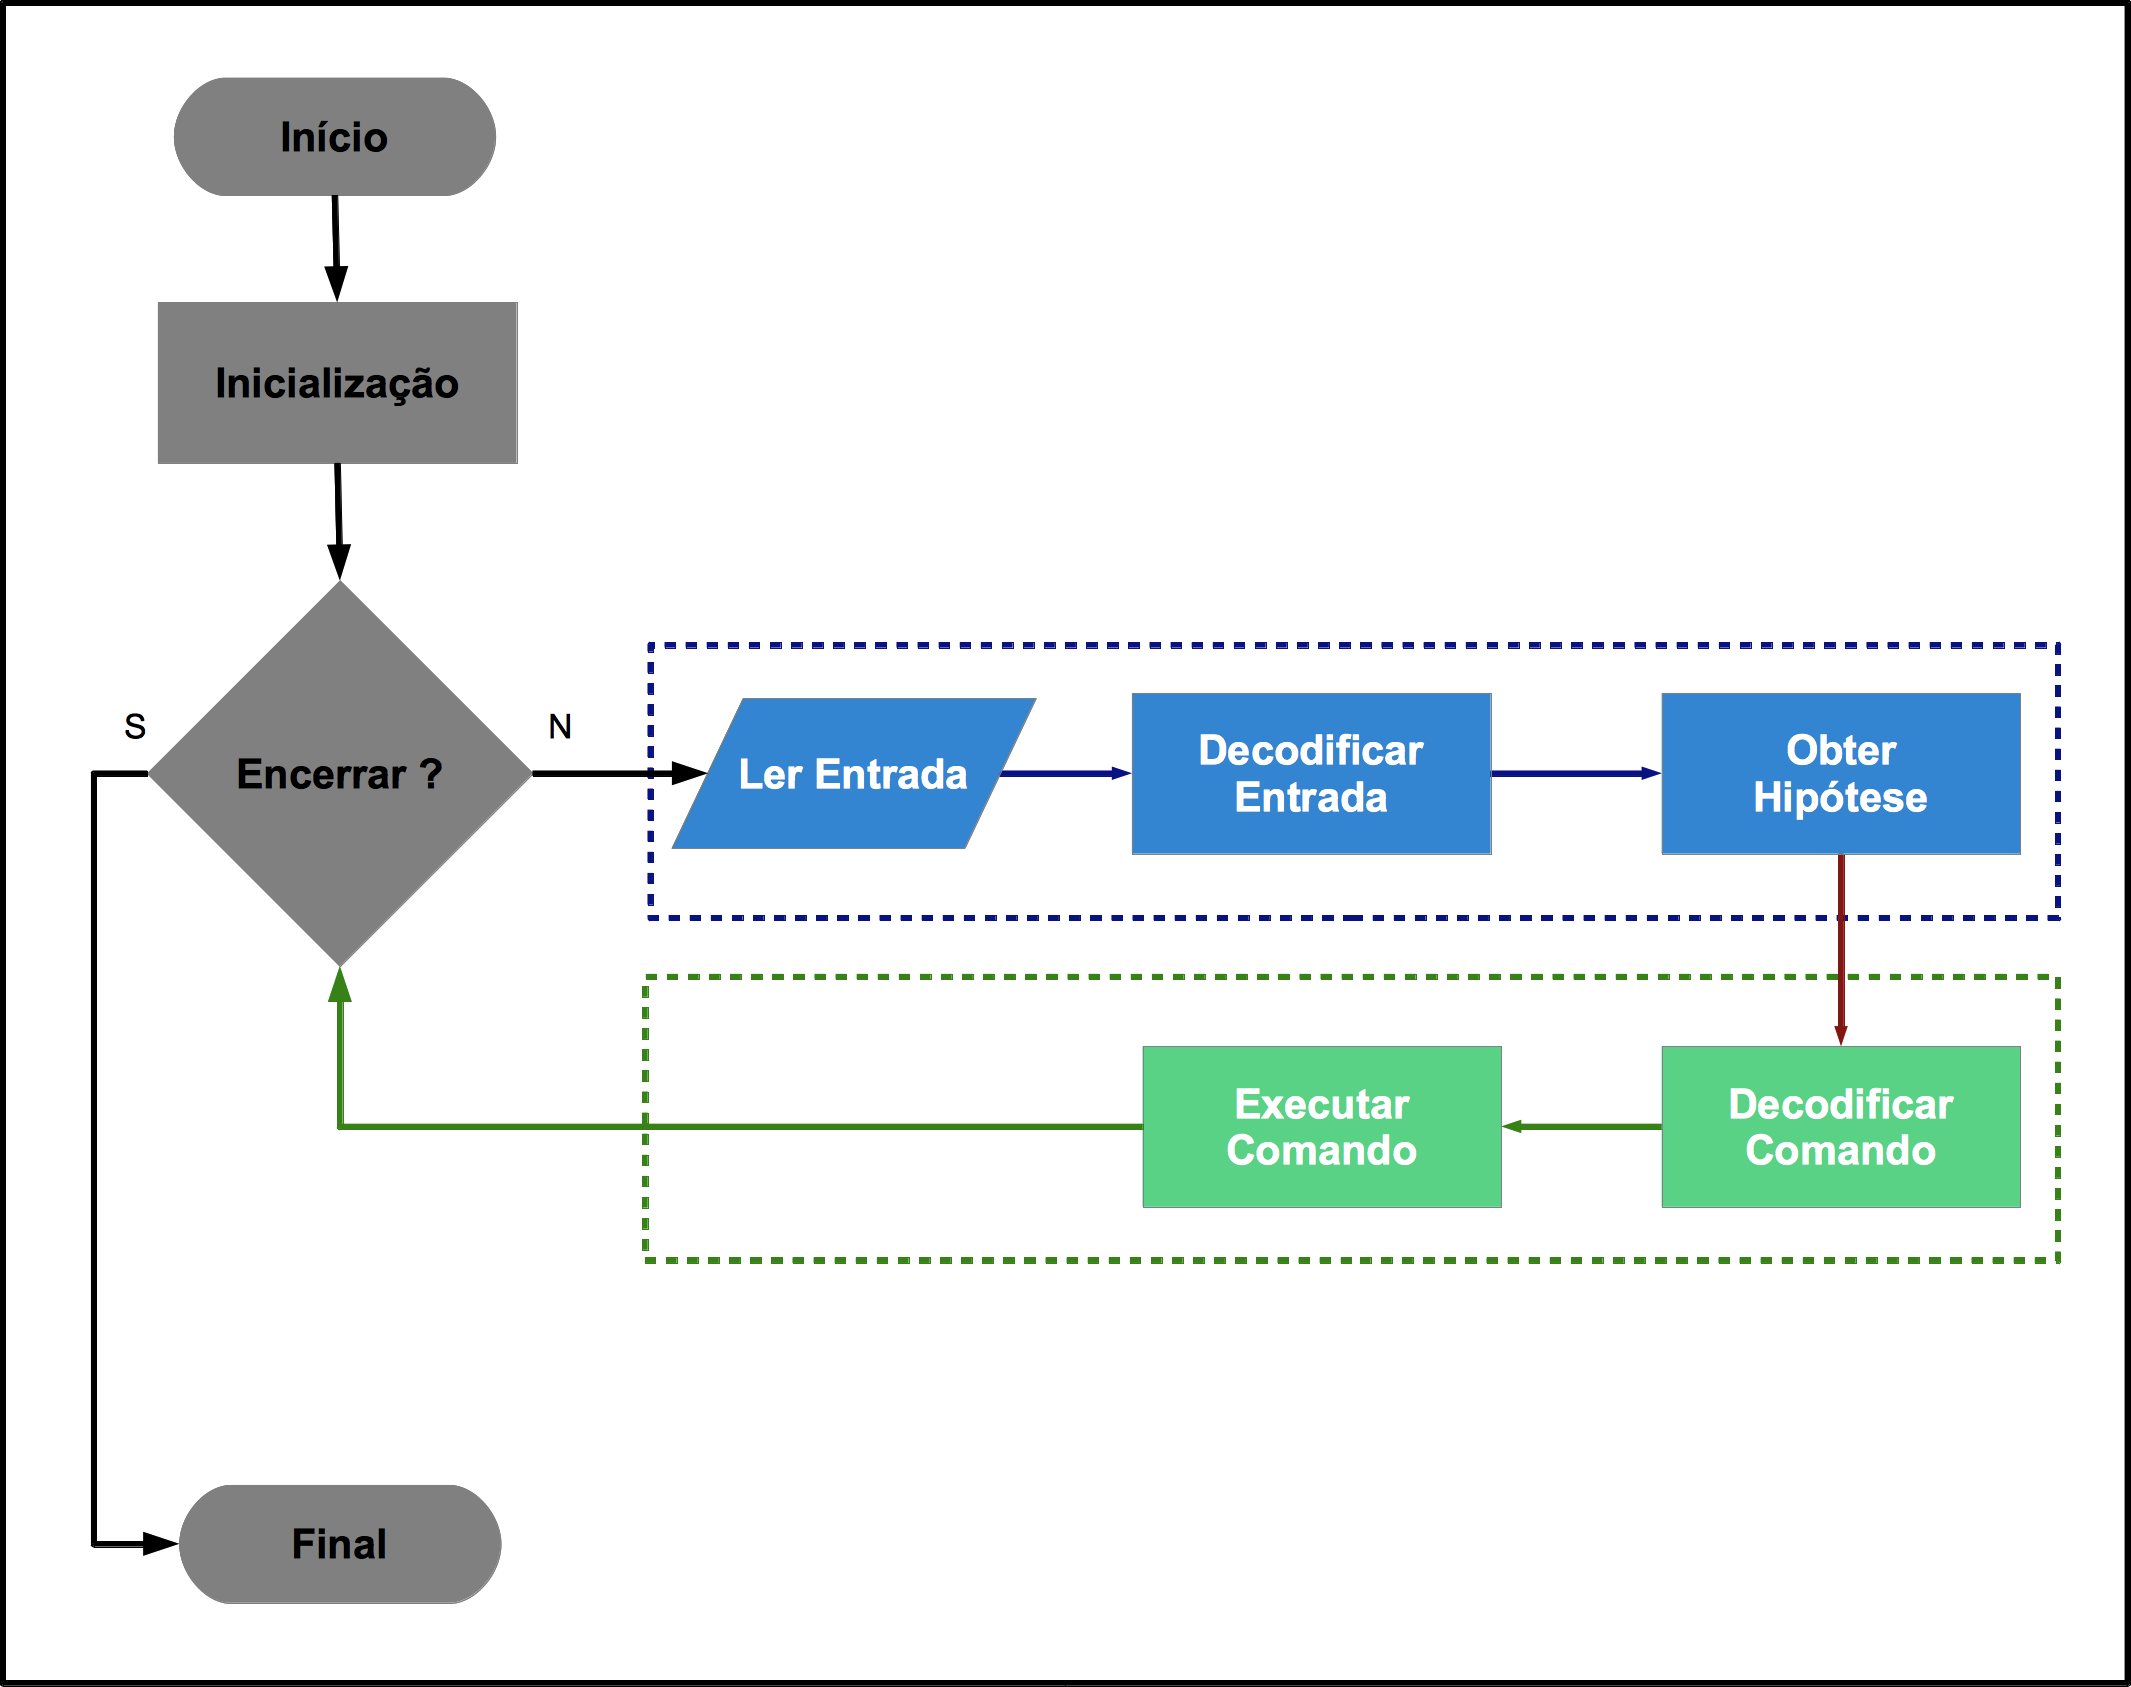 Início
Inicialização
S
N
Encerrar ?
Ler Entrada
Decodificar
Entrada
Obter
Hipótese
Executar
Comando
Decodificar
Comando
Final